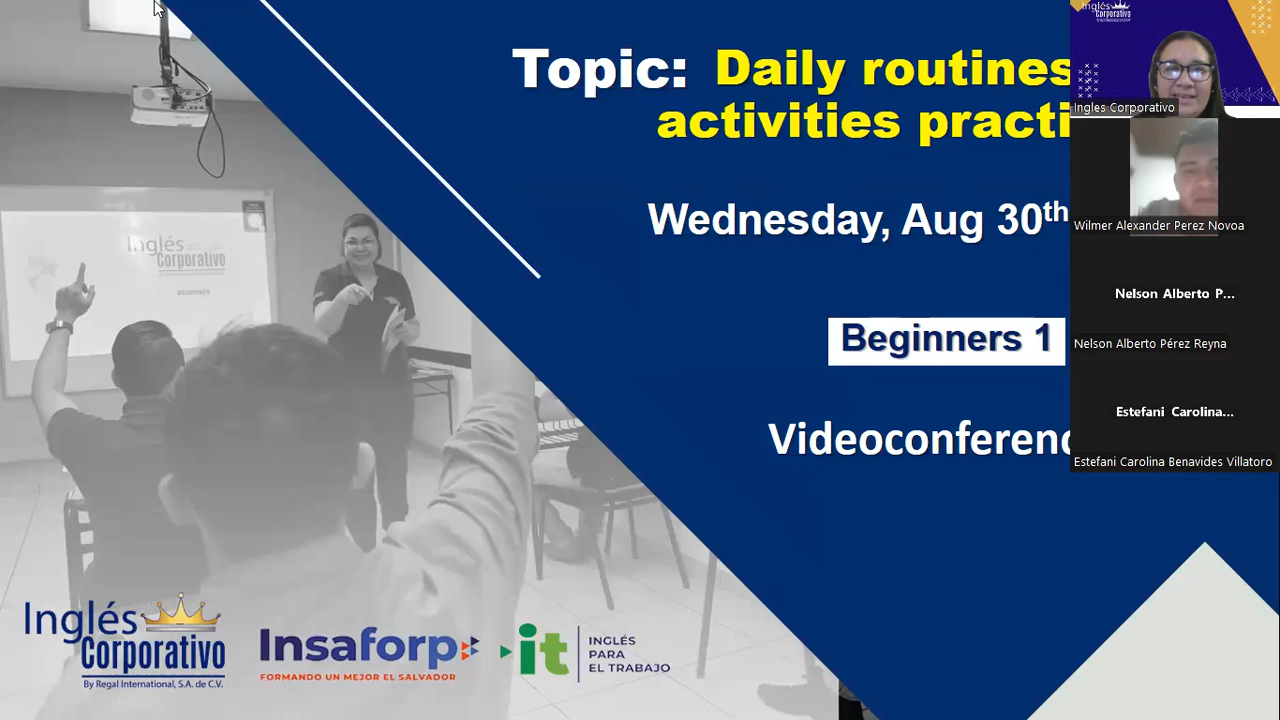 Topic: Daily routines
activities practi
Wednesday, Aug 30th
Beginners 1
Videoconferenc
Inglés
Corporativo
Ingles Corporativo
Wilmer Alexander Perez Novoa
Nelson Alberto P...
Nelson Alberto Pérez Reyna
Estefani Carolina...
Estefani Carolina Benavides Villatoro
Inglés
Corporativo
Inglés
Corporativo
By Regal International, S.A. de C.V.
Insaforp
FORMANDO UN MEJOR EL SALVADOR
it
INGLÉS
PARA
EL TRABAJO